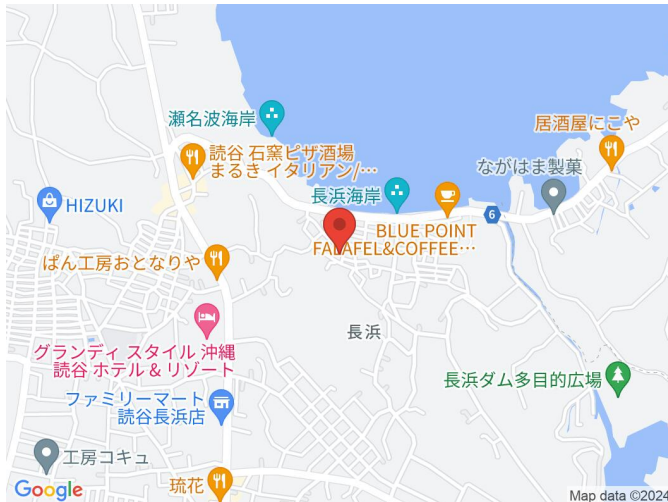 瀬名波海岸
居酒屋にこや
読谷 石窯ピザ酒場
まるき イタリアン/…
ながはま製菓
長浜海岸
HIZUKI
6
BLUE POINT
FALAFEL&COFFEE…
ぱん工房おとなりや
長浜
グランディ スタイル 沖縄
読谷 ホテル & リゾート
長浜ダム多目的広場
ファミリーマート
読谷長浜店
工房コキュ
琉花
Google
Map data ©2024